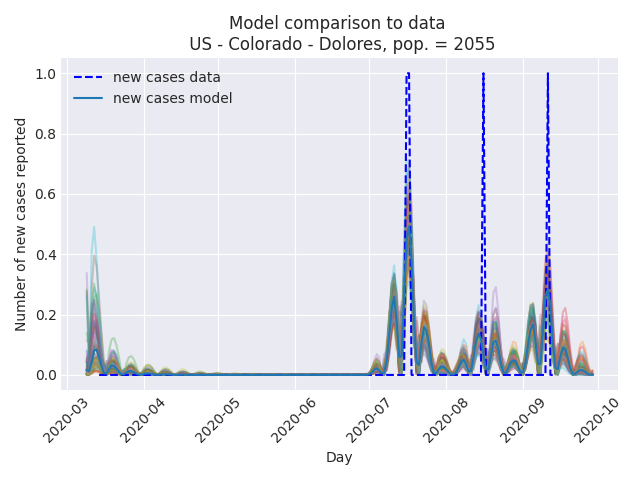 Model comparison to data
US - Colorado - Dolores, pop. = 2055
new cases data
new cases model
Number of new cases reported
1.0
0.8
0.6
0.4
0.2
0.0
2020-03
2020-04
2020-05
2020-06
2020-07
2020-08
2020-09
2020-10
Day